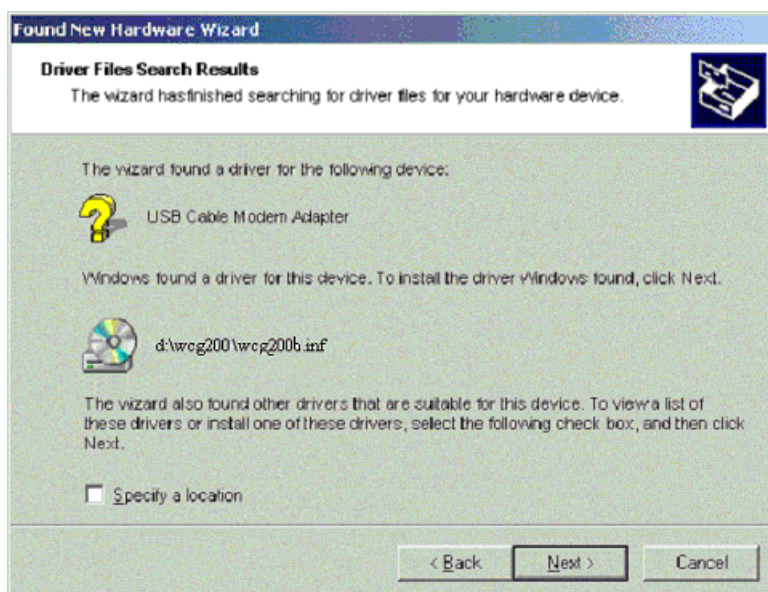 Found New Hardware Wizard
Driver Files Search Results
The wizard hasfinished searching for driver files for your hardware device.
The wizard found a driver for the following device:
USB Cable Modem Adapter
Windows found a driver for this device. To install the driver Windows found, click Next.
d:\wcg200\wcg200b.inf
The wizard also found other drivers that are suitable for this device. To view a list of
these drivers or install one of these drivers, select the following check box, and then click
Next.
Specify a location
< Back
Next >
Cancel